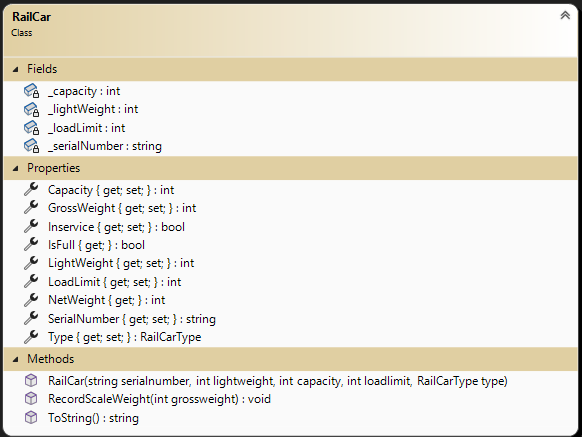 RailCar
Class
Fields
_capacity : int
_lightWeight : int
_loadLimit : int
_serialNumber : string
Properties
Capacity { get; set; } : int
GrossWeight { get; set; } : int
Inservice { get; set; } : bool
IsFull { get; } : bool
LightWeight { get; set; } : int
LoadLimit { get; set; } : int
NetWeight { get; } : int
SerialNumber { get; set; } : string
Type { get; set; } : RailCarType
Methods
RailCar(string serialnumber, int lightweight, int capacity, int loadlimit, RailCarType type)
RecordScaleWeight(int grossweight) : void
ToString() : string